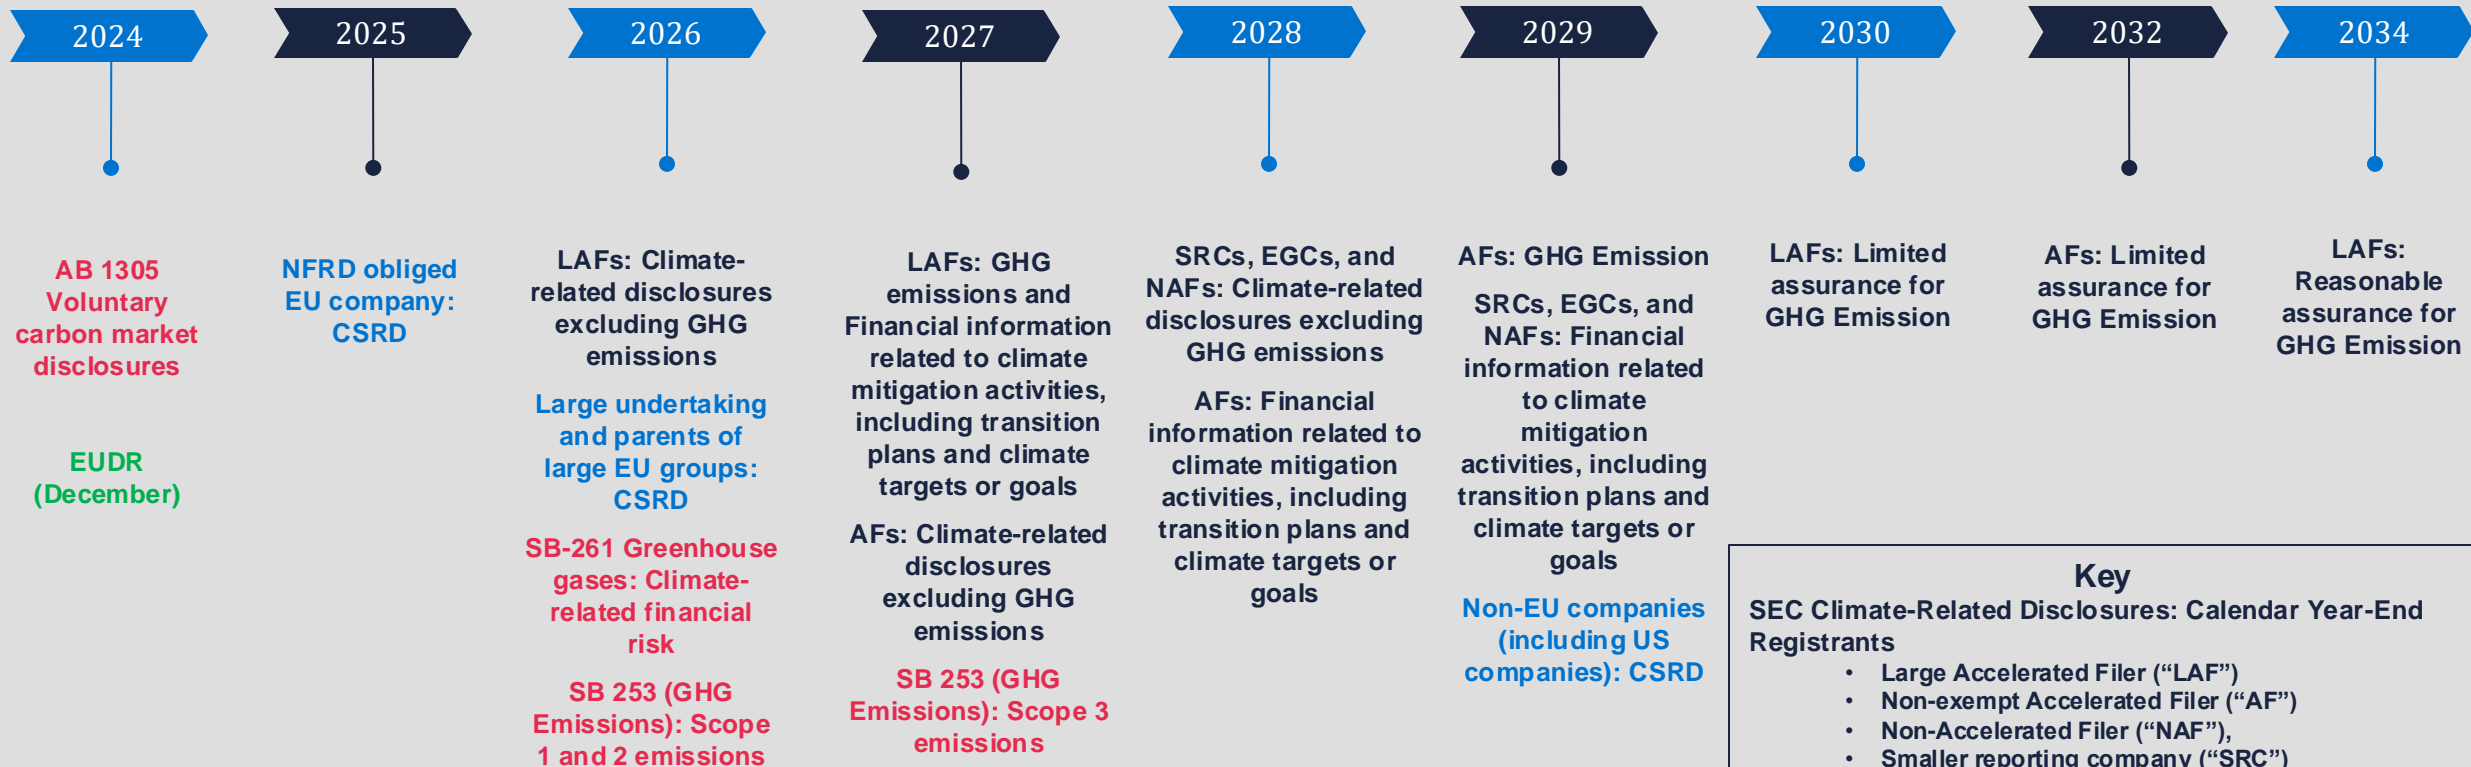 2024
2025
2026
2027
2028
2029
2030
2032
2034
AB 1305
Voluntary
carbon market
disclosures
EUDR
(December)
NFRD obliged
EU company:
CSRD
LAFs: Climate-
related disclosures
excluding GHG
emissions
Large undertaking
and parents of
large EU groups:
CSRD
SB-261 Greenhouse
gases: Climate-
related financial
risk
SB 253 (GHG
Emissions): Scope
1 and 2 emissions
LAFs: GHG
emissions and
Financial information
related to climate
mitigation activities,
including transition
plans and climate
targets or goals
AFs: Climate-related
disclosures
excluding GHG
emissions
SB 253 (GHG
Emissions): Scope 3
emissions
SRCs, EGCs, and
NAFs: Climate-related
disclosures excluding
GHG emissions
AFs: Financial
information related to
climate mitigation
activities, including
transition plans and
climate targets or
goals
AFs: GHG Emission
SRCs, EGCs, and
NAFs: Financial
information related
to climate
mitigation
activities, including
transition plans and
climate targets or
goals
Non-EU companies
(including US
companies): CSRD
LAFs: Limited
assurance for
GHG Emission
AFs: Limited
assurance for
GHG Emission
LAFs:
Reasonable
assurance for
GHG Emission
Key
SEC Climate-Related Disclosures: Calendar Year-End
Registrants
• Large Accelerated Filer (“LAF”)
• Non-exempt Accelerated Filer (“AF”)
• Non-Accelerated Filer (“NAF”),
• Smaller reporting company (“SRC”)